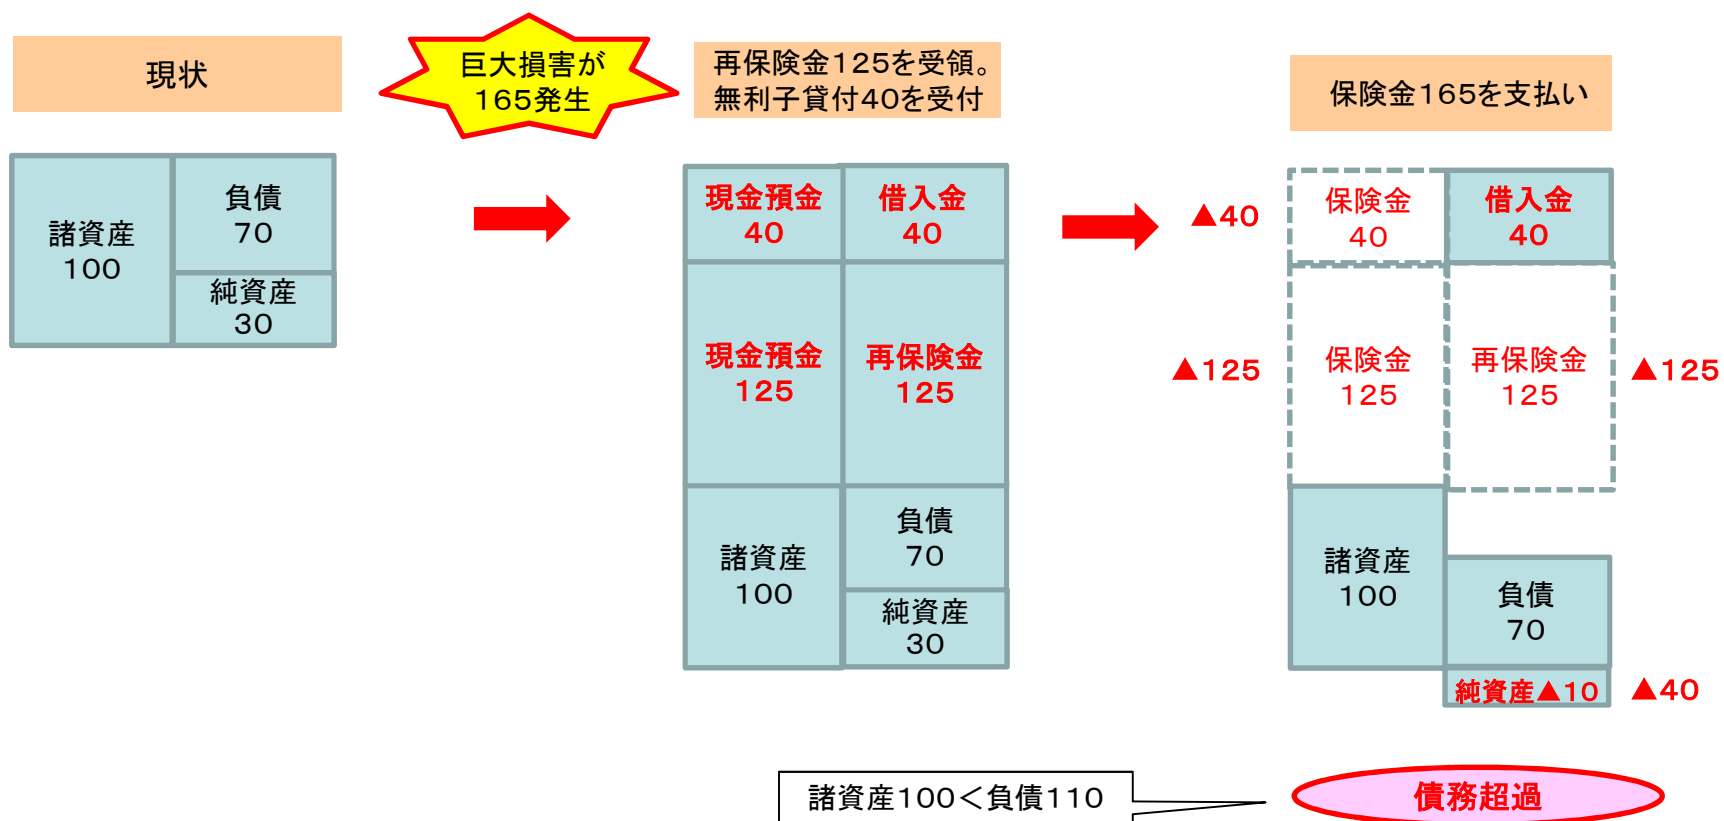 現状
巨大損害が
165発生
再保険金125を受領。
無利子貸付40を受付
保険金165を支払い
諸資産
100
負債
70
純資産
30
現金預金
40
借入金
40
現金預金
125
再保険金
125
諸資産
100
負債
70
純資産
30
▲40
保険金
40
借入金
40
▲125
保険金
125
再保険金
125
▲125
諸資産
100
負債
70
純資産▲10
▲40
諸資産100＜負債110
債務超過